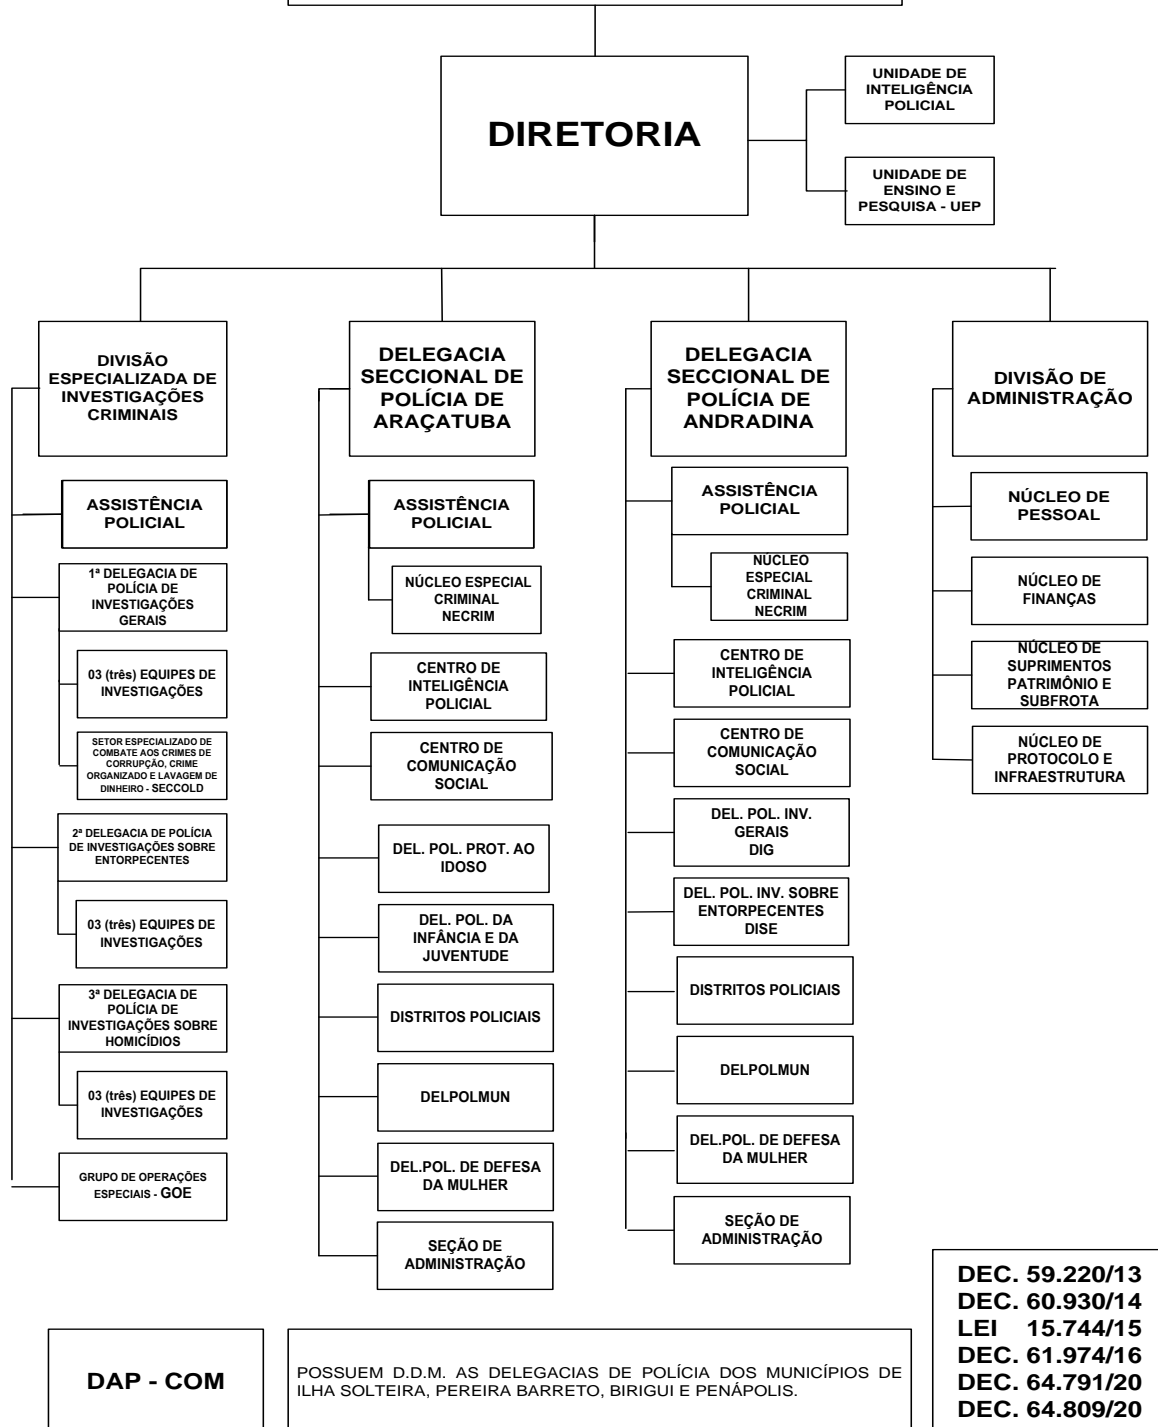 DIRETORIA
UNIDADE DE
INTELIGÊNCIA
POLICIAL
UNIDADE DE
ENSINO E
PESQUISA - UEP
DIVISÃO
ESPECIALIZADA DE
INVESTIGAÇÕES
CRIMINAIS
ASSISTÊNCIA
POLICIAL
1ª DELEGACIA DE
POLÍCIA DE
INVESTIGAÇÕES
GERAIS
03 (três) EQUIPES DE
INVESTIGAÇÕES
SETOR ESPECIALIZADO DE
COMBATE AOS CRIMES DE
CORRUPÇÃO, CRIME
ORGANIZADO E LAVAGEM DE
DINHEIRO - SECCOLD
2ª DELEGACIA DE POLÍCIA
DE INVESTIGAÇÕES SOBRE
ENTORPECENTES
03 (três) EQUIPES DE
INVESTIGAÇÕES
3ª DELEGACIA DE
POLÍCIA DE
INVESTIGAÇÕES SOBRE
HOMICÍDIOS
03 (três) EQUIPES DE
INVESTIGAÇÕES
GRUPO DE OPERAÇÕES
ESPECIAIS - GOE
DELEGACIA
SECCIONAL DE
POLÍCIA DE
ARAÇATUBA
ASSISTÊNCIA
POLICIAL
NÚCLEO ESPECIAL
CRIMINAL
NECRIM
CENTRO DE
INTELIGÊNCIA
POLICIAL
CENTRO DE
COMUNICAÇÃO
SOCIAL
DEL. POL. PROT. AO
IDOSO
DEL. POL. DA
INFÂNCIA E DA
JUVENTUDE
DISTRITOS POLICIAIS
DELPOLMUN
DEL.POL. DE DEFESA
DA MULHER
SEÇÃO DE
ADMINISTRAÇÃO
DELEGACIA
SECCIONAL DE
POLÍCIA DE
ANDRADINA
ASSISTÊNCIA
POLICIAL
NÚCLEO
ESPECIAL
CRIMINAL
NECRIM
CENTRO DE
INTELIGÊNCIA
POLICIAL
CENTRO DE
COMUNICAÇÃO
SOCIAL
DEL. POL. INV.
GERAIS
DIG
DEL. POL. INV. SOBRE
ENTORPECENTES
DISE
DISTRITOS POLICIAIS
DELPOLMUN
DEL.POL. DE DEFESA
DA MULHER
SEÇÃO DE
ADMINISTRAÇÃO
DIVISÃO DE
ADMINISTRAÇÃO
NÚCLEO DE
PESSOAL
NÚCLEO DE
FINANÇAS
NÚCLEO DE
SUPRIMENTOS
PATRIMÔNIO E
SUBFROTA
NÚCLEO DE
PROTOCOLO E
INFRAESTRUTURA
DAP - COM
POSSUEM D.D.M. AS DELEGACIAS DE POLÍCIA DOS MUNICÍPIOS DE
ILHA SOLTEIRA, PEREIRA BARRETO, BIRIGUI E PENÁPOLIS.
DEC. 59.220/13
DEC. 60.930/14
LEI 15.744/15
DEC. 61.974/16
DEC. 64.791/20
DEC. 64.809/20